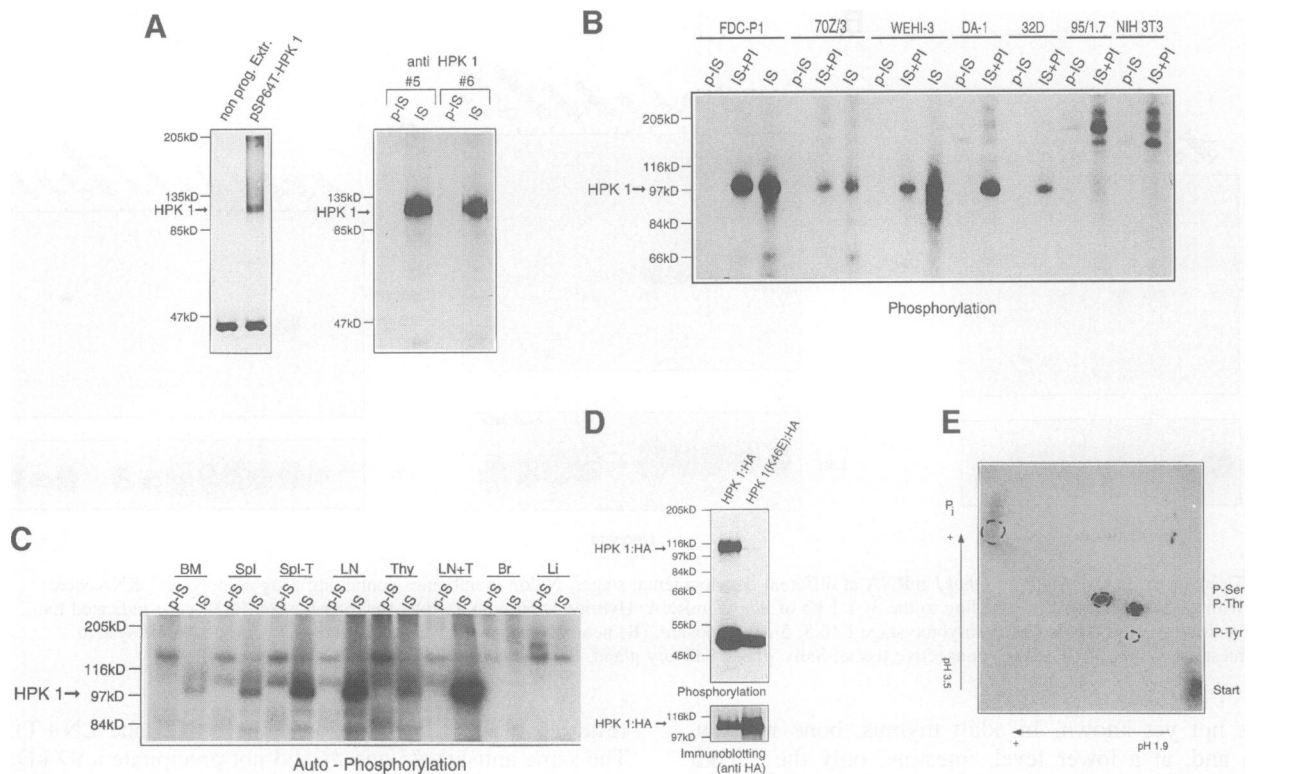 A
non prog. Extr.
pSP64T-HPK 1
205kD
135kD
HPK 1→
85kD
47kD
anti HPK 1
#5 #6
p-IS IS p-IS IS
135kD
HPK 1→
85kD
47kD
B
FDC-P1 70Z/3 WEHI-3 DA-1 32D 95/1.7 NIH 3T3
p-IS IS+PI IS p-IS IS+PI IS p-IS IS+PI IS p-IS IS+PI p-IS IS+PI p-IS IS+PI p-IS IS+PI
205kD
116kD
HPK 1→ 97kD
84kD
66kD
Phosphorylation
C
BM Spl Spl-T LN Thy LN+T Br Li
p-IS IS p-IS IS p-IS IS p-IS IS p-IS IS p-IS IS p-IS IS p-IS IS
205kD
116kD
HPK 1→ 97kD
84kD
Auto - Phosphorylation
D
HPK 1:HA
HPK 1(K46E):HA
205kD
HPK 1:HA → 116kD
97kD
84kD
66kD
55kD
45kD
Phosphorylation
HPK 1:HA → 116kD
97kD
Immunoblotting
(anti HA)
E
Pi
+
pH 3.5
P-Ser
P-Thr
P-Tyr
Start
+
pH 1.9